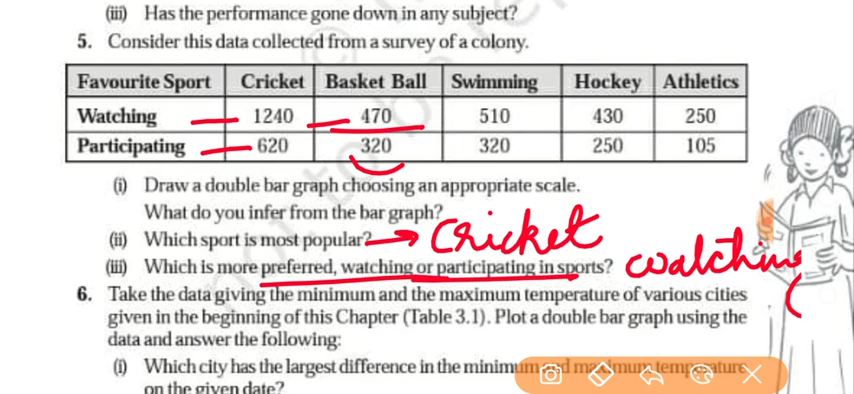 (iii) Has the performance gone down in any subject?
5. Consider this data collected from a survey of a colony.
Favourite Sport Cricket Basket Ball Swimming Hockey Athletics
Watching 1240 470 510 430 250
Participating 620 320 320 250 105
(i) Draw a double bar graph choosing an appropriate scale.
What do you infer from the bar graph?
(ii) Which sport is most popular? → Cricket
(iii) Which is more preferred, watching or participating in sports? watching
6. Take the data giving the minimum and the maximum temperature of various cities
given in the beginning of this Chapter (Table 3.1). Plot a double bar graph using the
data and answer the following:
(i) Which city has the largest difference in the minimum and maximum temperature
on the given date?